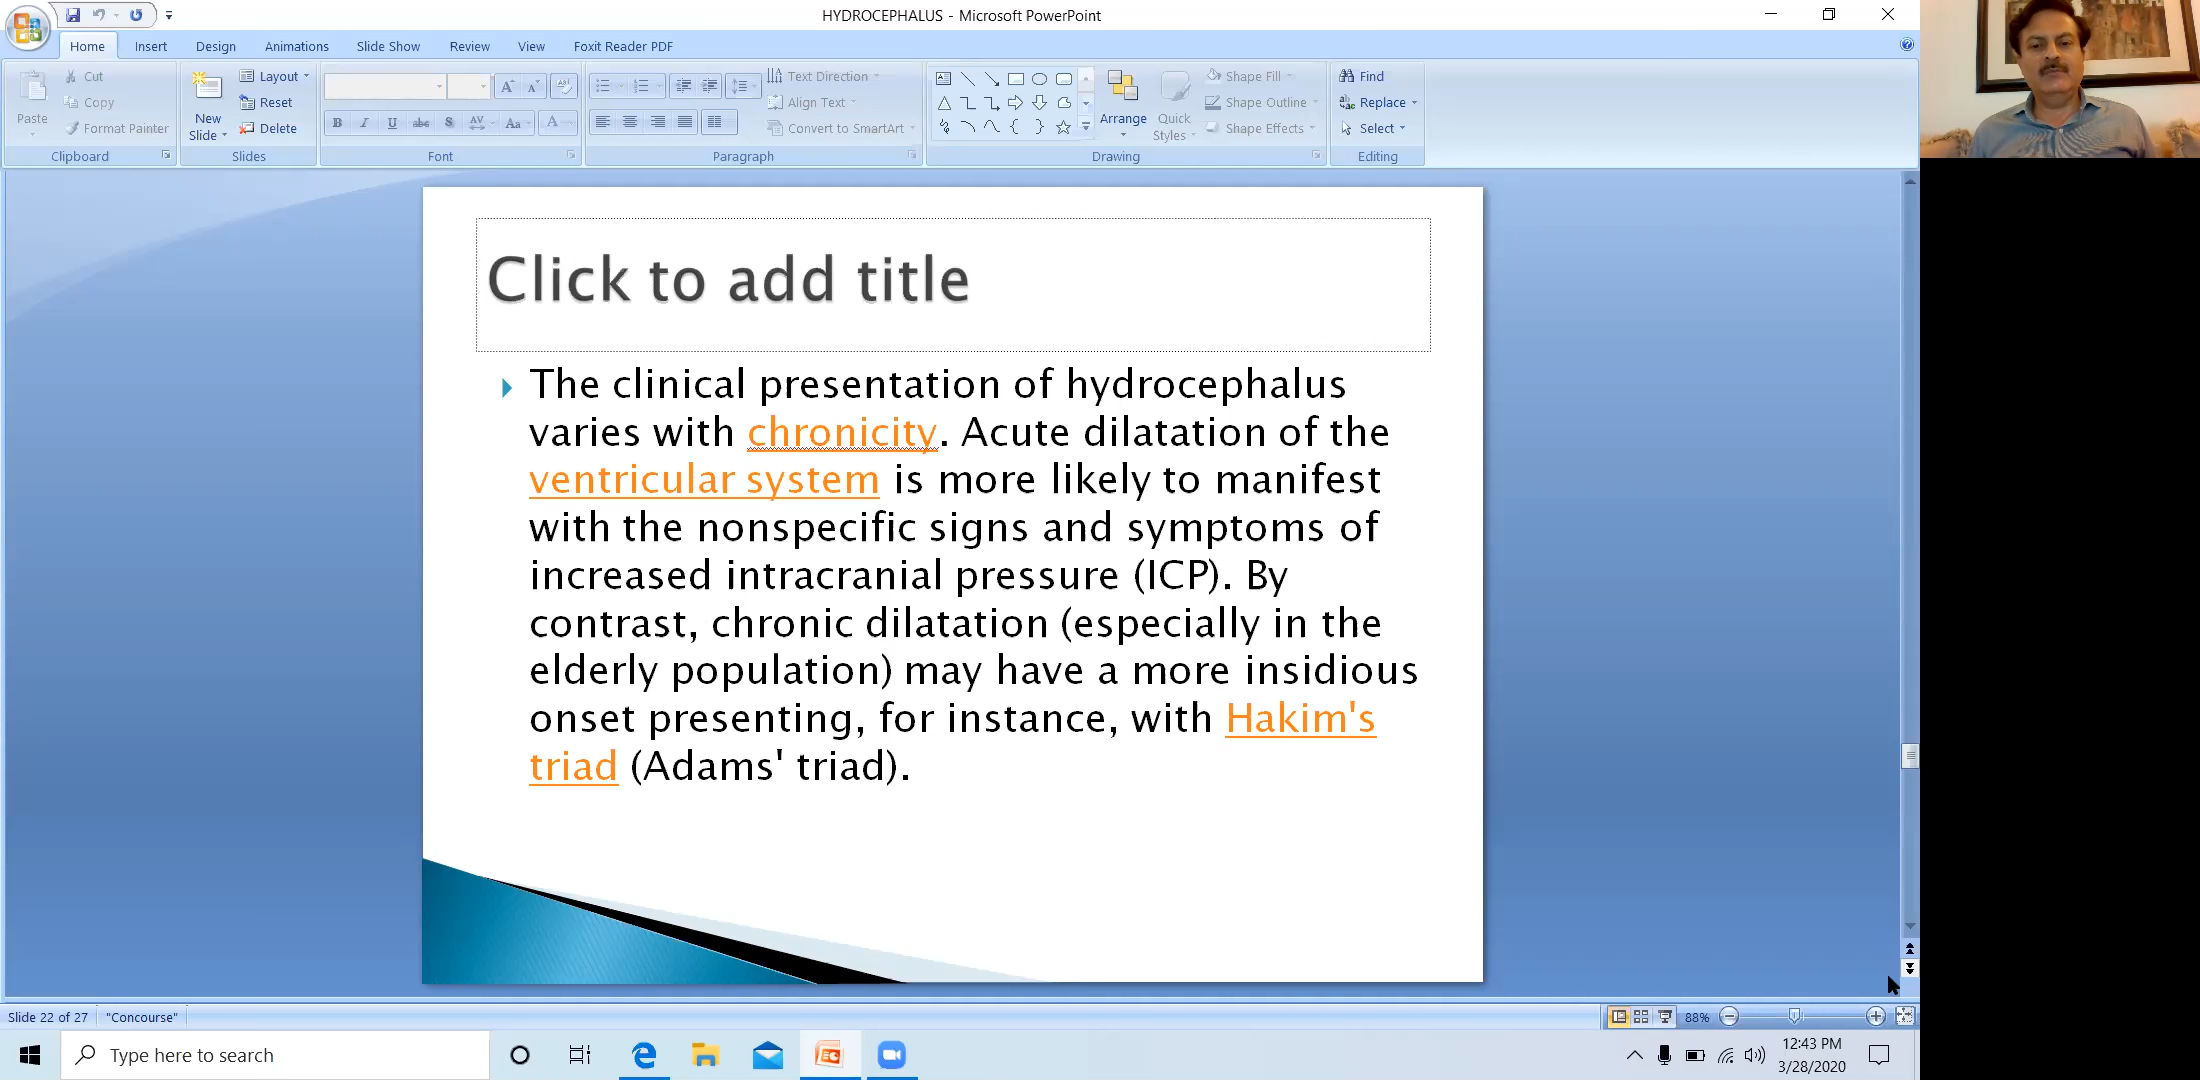 HYDROCEPHALUS - Microsoft PowerPoint
Home Insert Design Animations Slide Show Review View Foxit Reader PDF
Paste
Cut
Copy
Format Painter
Clipboard
New
Slide
Layout
Reset
Delete
Slides
B I U abc S AV Aa A
Font
Text Direction
Align Text
Convert to SmartArt
Paragraph
Arrange
Quick
Styles
Shape Fill
Shape Outline
Shape Effects
Drawing
Find
Replace
Select
Editing
Click to add title
The clinical presentation of hydrocephalus
varies with chronicity. Acute dilatation of the
ventricular system is more likely to manifest
with the nonspecific signs and symptoms of
increased intracranial pressure (ICP). By
contrast, chronic dilatation (especially in the
elderly population) may have a more insidious
onset presenting, for instance, with Hakim's
triad (Adams' triad).
Slide 22 of 27 "Concourse" 88%
Type here to search
12:43 PM
3/28/2020